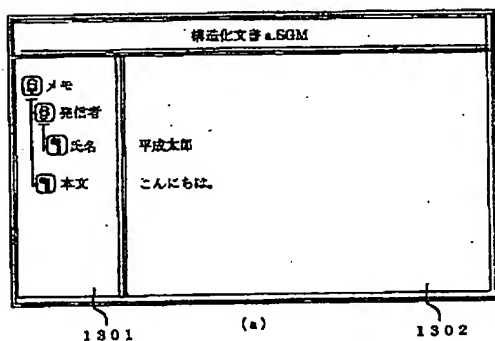 構造化文書 a.SGM
メモ
発信者
氏名 平成太郎
本文 こんにちは。
1301 (a) 1302